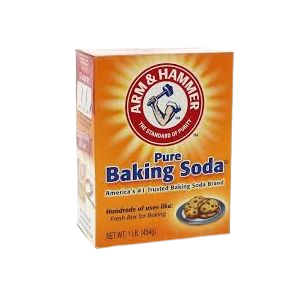 ARM & HAMMER
THE STANDARD OF PURITY
Pure
Baking Soda
America's #1 Trusted Baking Soda Brand
Hundreds of uses like:
Fresh Box for Baking
NET WT. 1 LB. (454g)